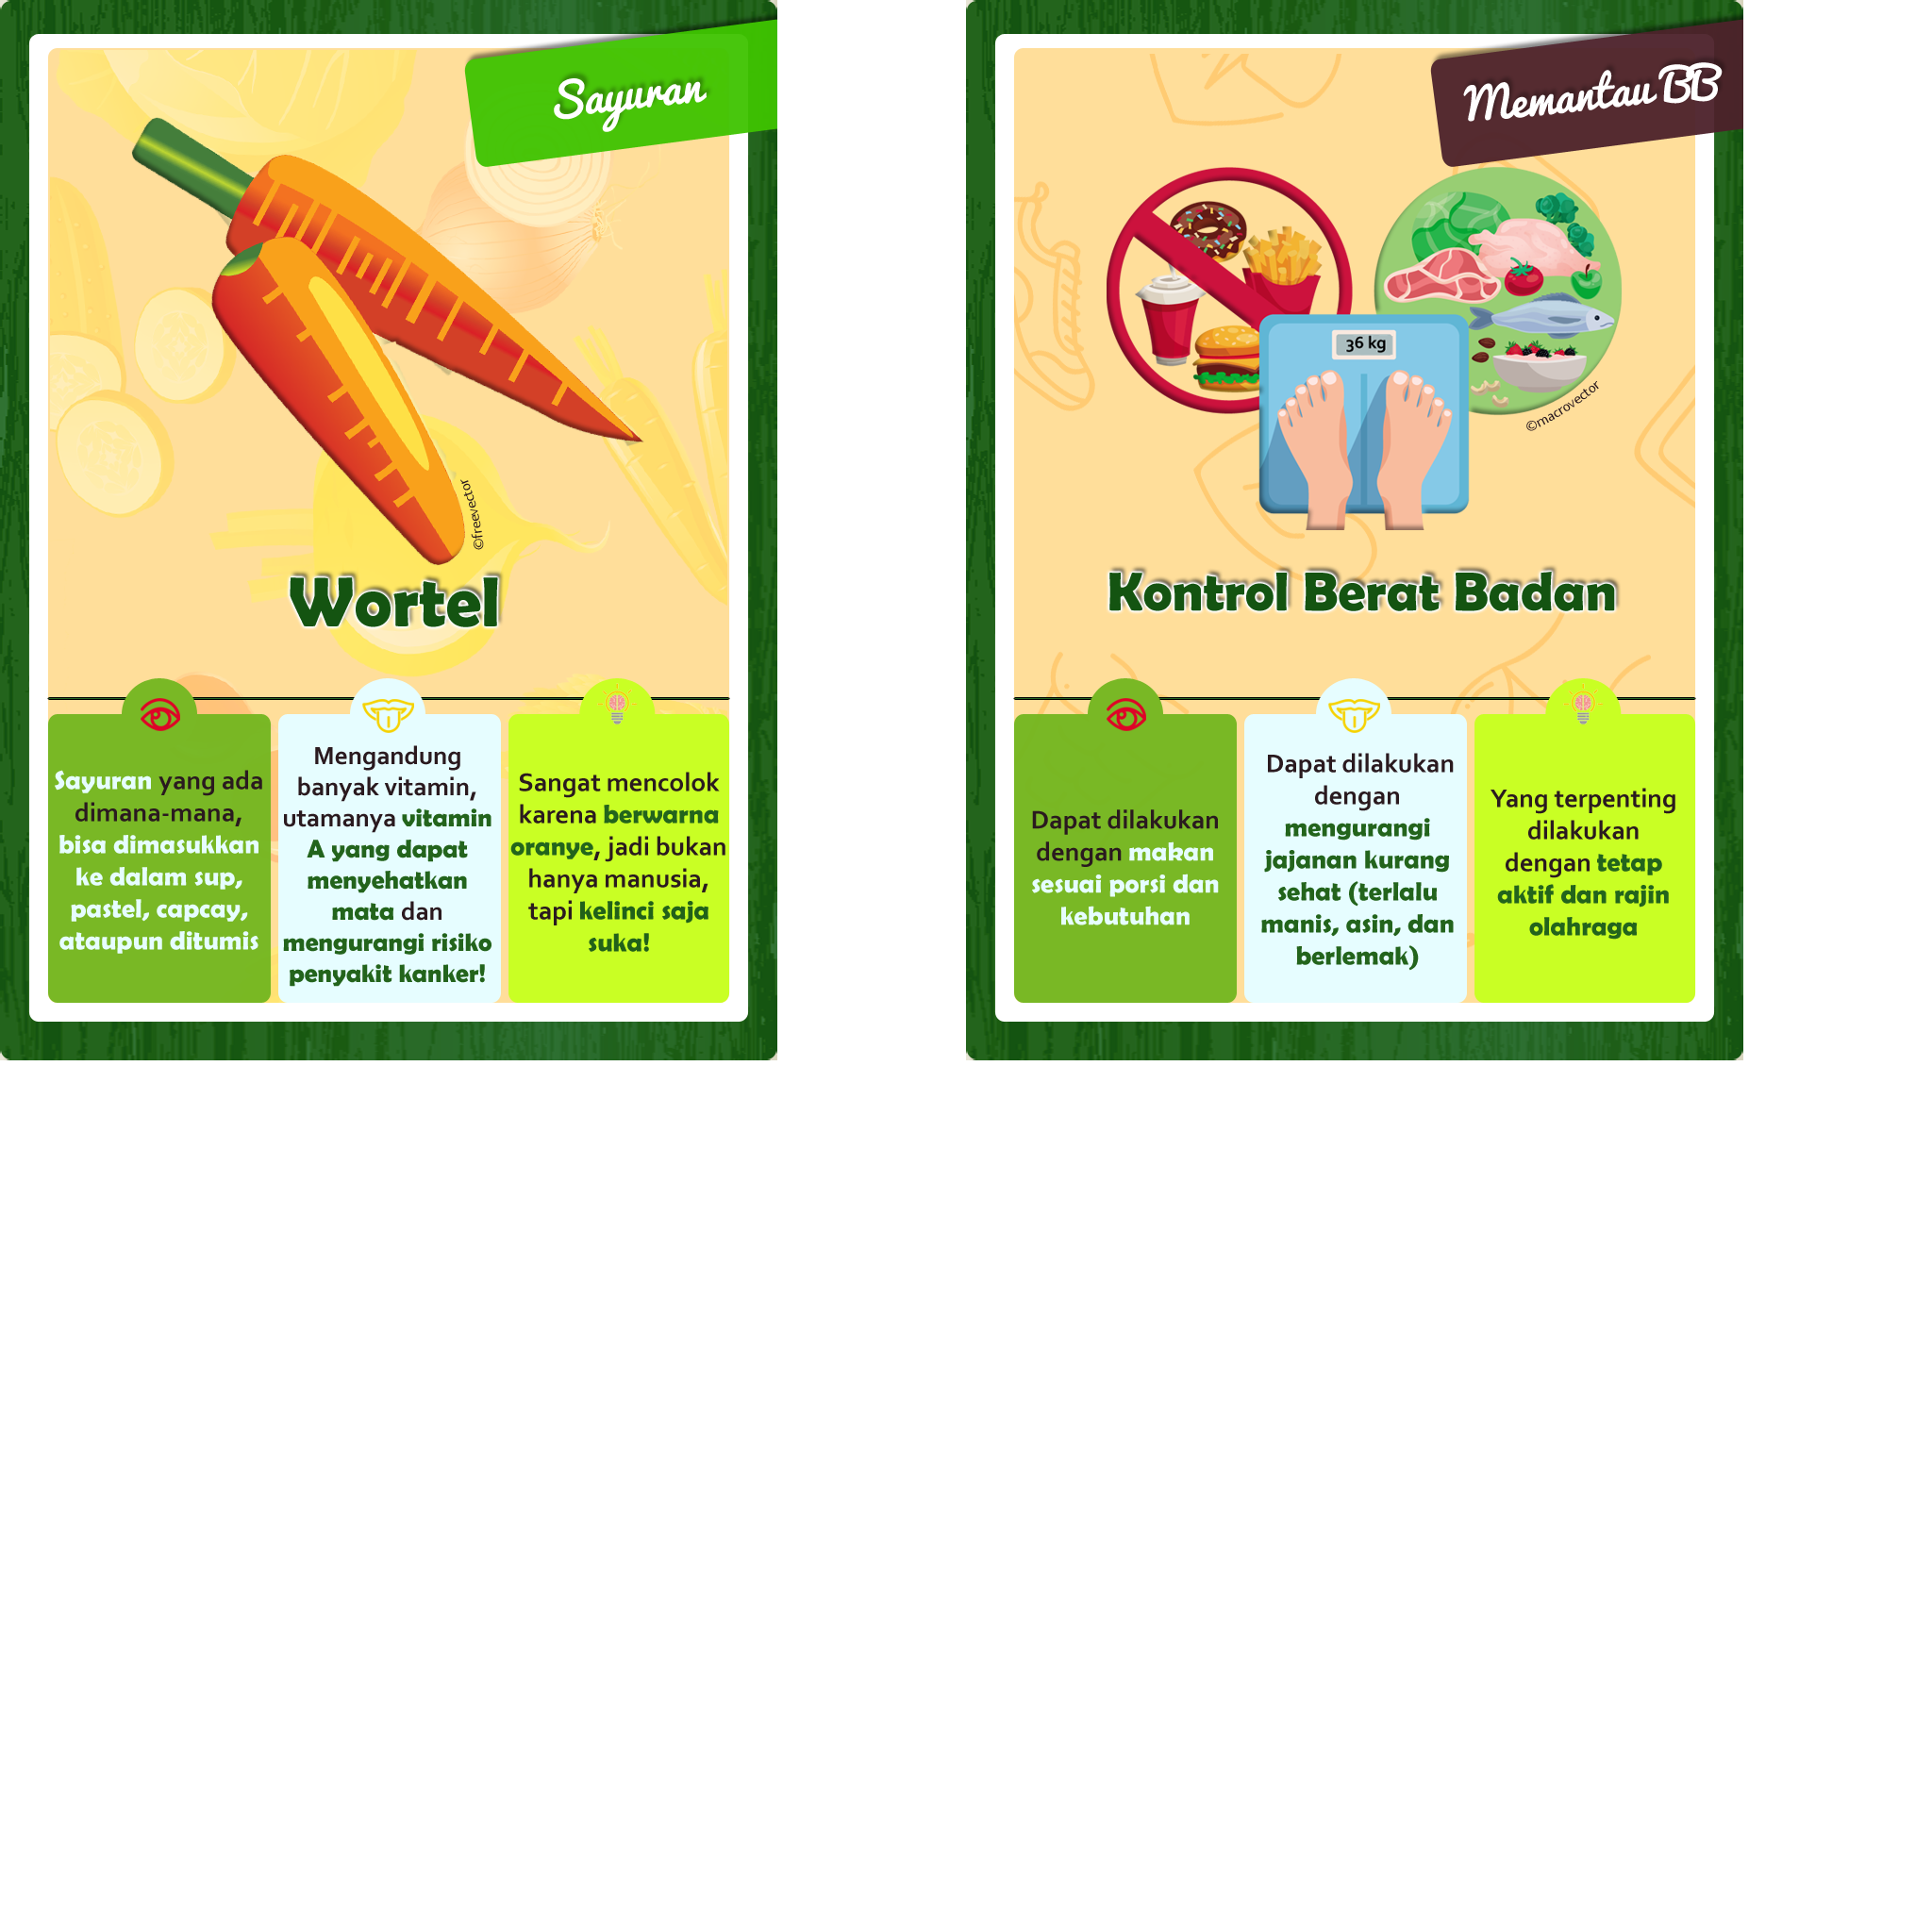 Sayuran
©freevector
Wortel
Sayuran yang ada
dimana-mana,
bisa dimasukkan
ke dalam sup,
pastel, capcay,
ataupun ditumis
Mengandung
banyak vitamin,
utamanya vitamin
A yang dapat
menyehatkan
mata dan
mengurangi risiko
penyakit kanker!
Sangat mencolok
karena berwarna
oranye, jadi bukan
hanya manusia,
tapi kelinci saja
suka!
Memantau BB
36 kg
©macrovector
Kontrol Berat Badan
Dapat dilakukan
dengan makan
sesuai porsi dan
kebutuhan
Dapat dilakukan
dengan
mengurangi
jajanan kurang
sehat (terlalu
manis, asin, dan
berlemak)
Yang terpenting
dilakukan
dengan tetap
aktif dan rajin
olahraga